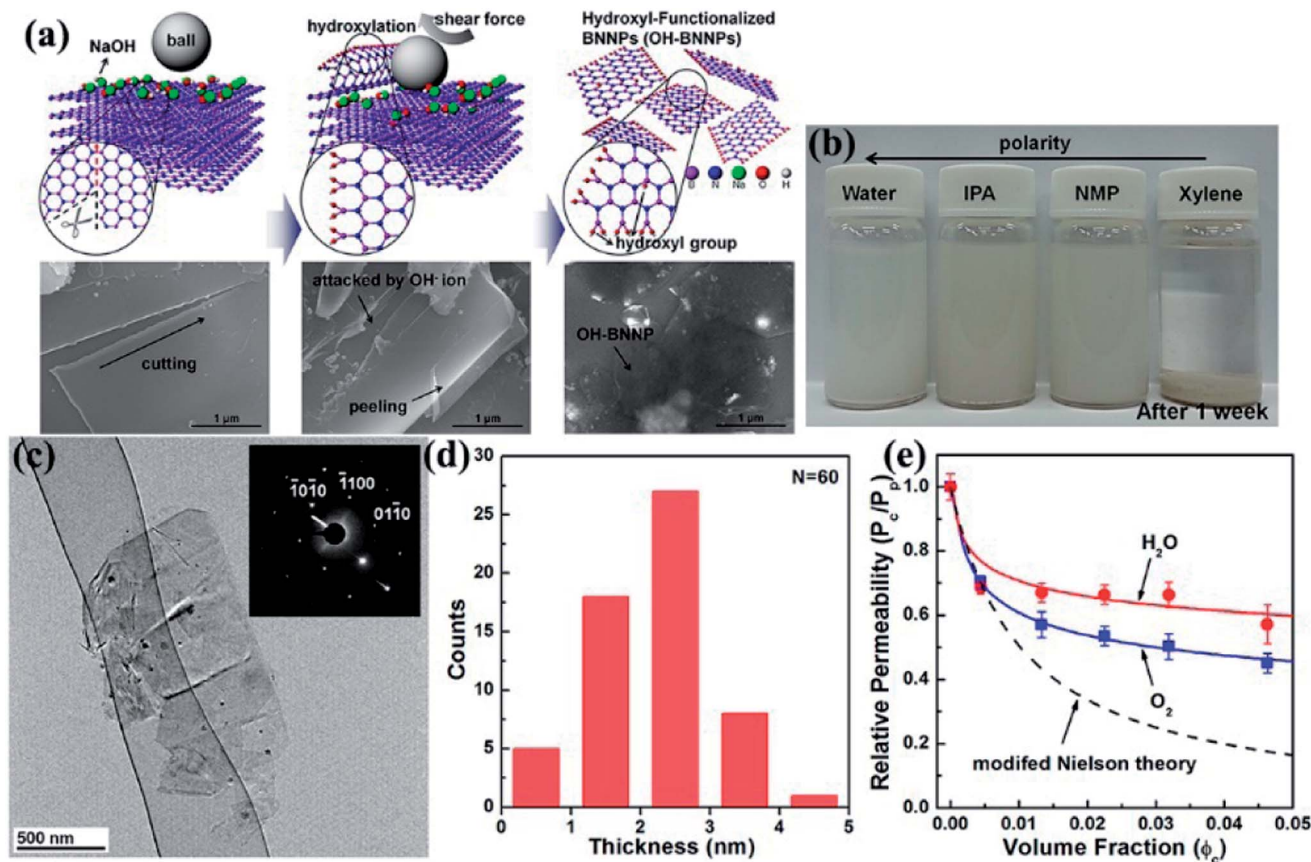 (a)
NaOH
ball
hydroxylation
shear force
Hydroxyl-Functionalized
BNNPs (OH-BNNPs)
B N Na O H
hydroxyl group
cutting
1 μm
attacked by OH- ion
peeling
1 μm
OH-BNNP
1 μm
(b)
polarity
Water IPA NMP Xylene
After 1 week
(c)
1̄01̄0
1̄100
011̄0
500 nm
(d)
N=60
30
25
20
15
10
5
0
Counts
0 1 2 3 4 5
Thickness (nm)
(e)
1.0
0.8
0.6
0.4
0.2
0.0
Relative Permeability (Pc/Pp)
H2O
O2
modifed Nielson theory
0.00 0.01 0.02 0.03 0.04 0.05
Volume Fraction (ϕc)